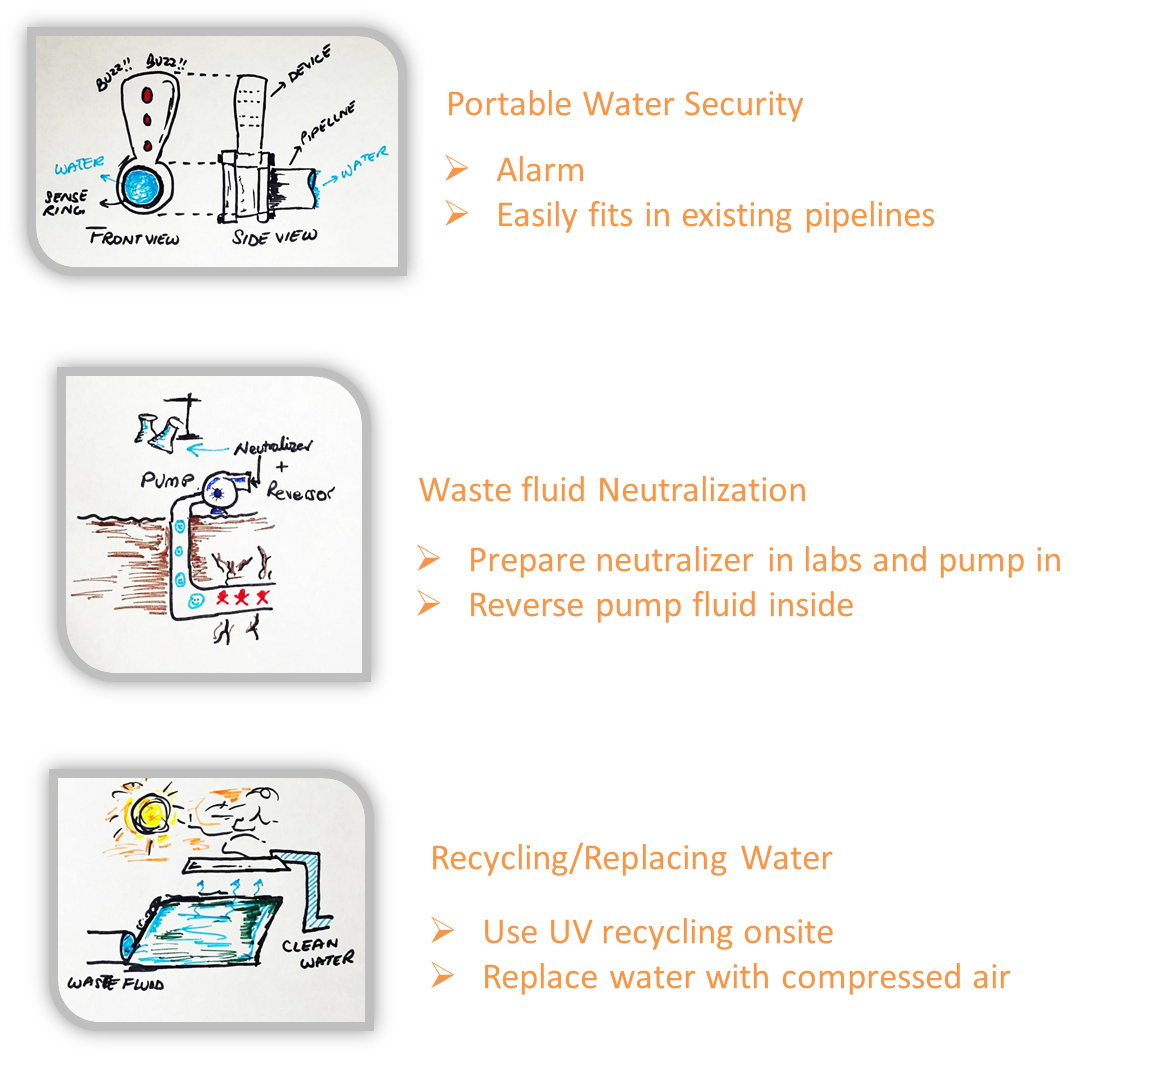 BUZZ!! BUZZ!!
DEVICE
PIPELINE
WATER
WATER
SENSE
RING.
FRONT VIEW
SIDE VIEW
Portable Water Security
Alarm
Easily fits in existing pipelines
Neutralizer
+
Reversor
PUMP
Waste fluid Neutralization
Prepare neutralizer in labs and pump in
Reverse pump fluid inside
CLEAN
WATER
WASTE FLUID
Recycling/Replacing Water
Use UV recycling onsite
Replace water with compressed air